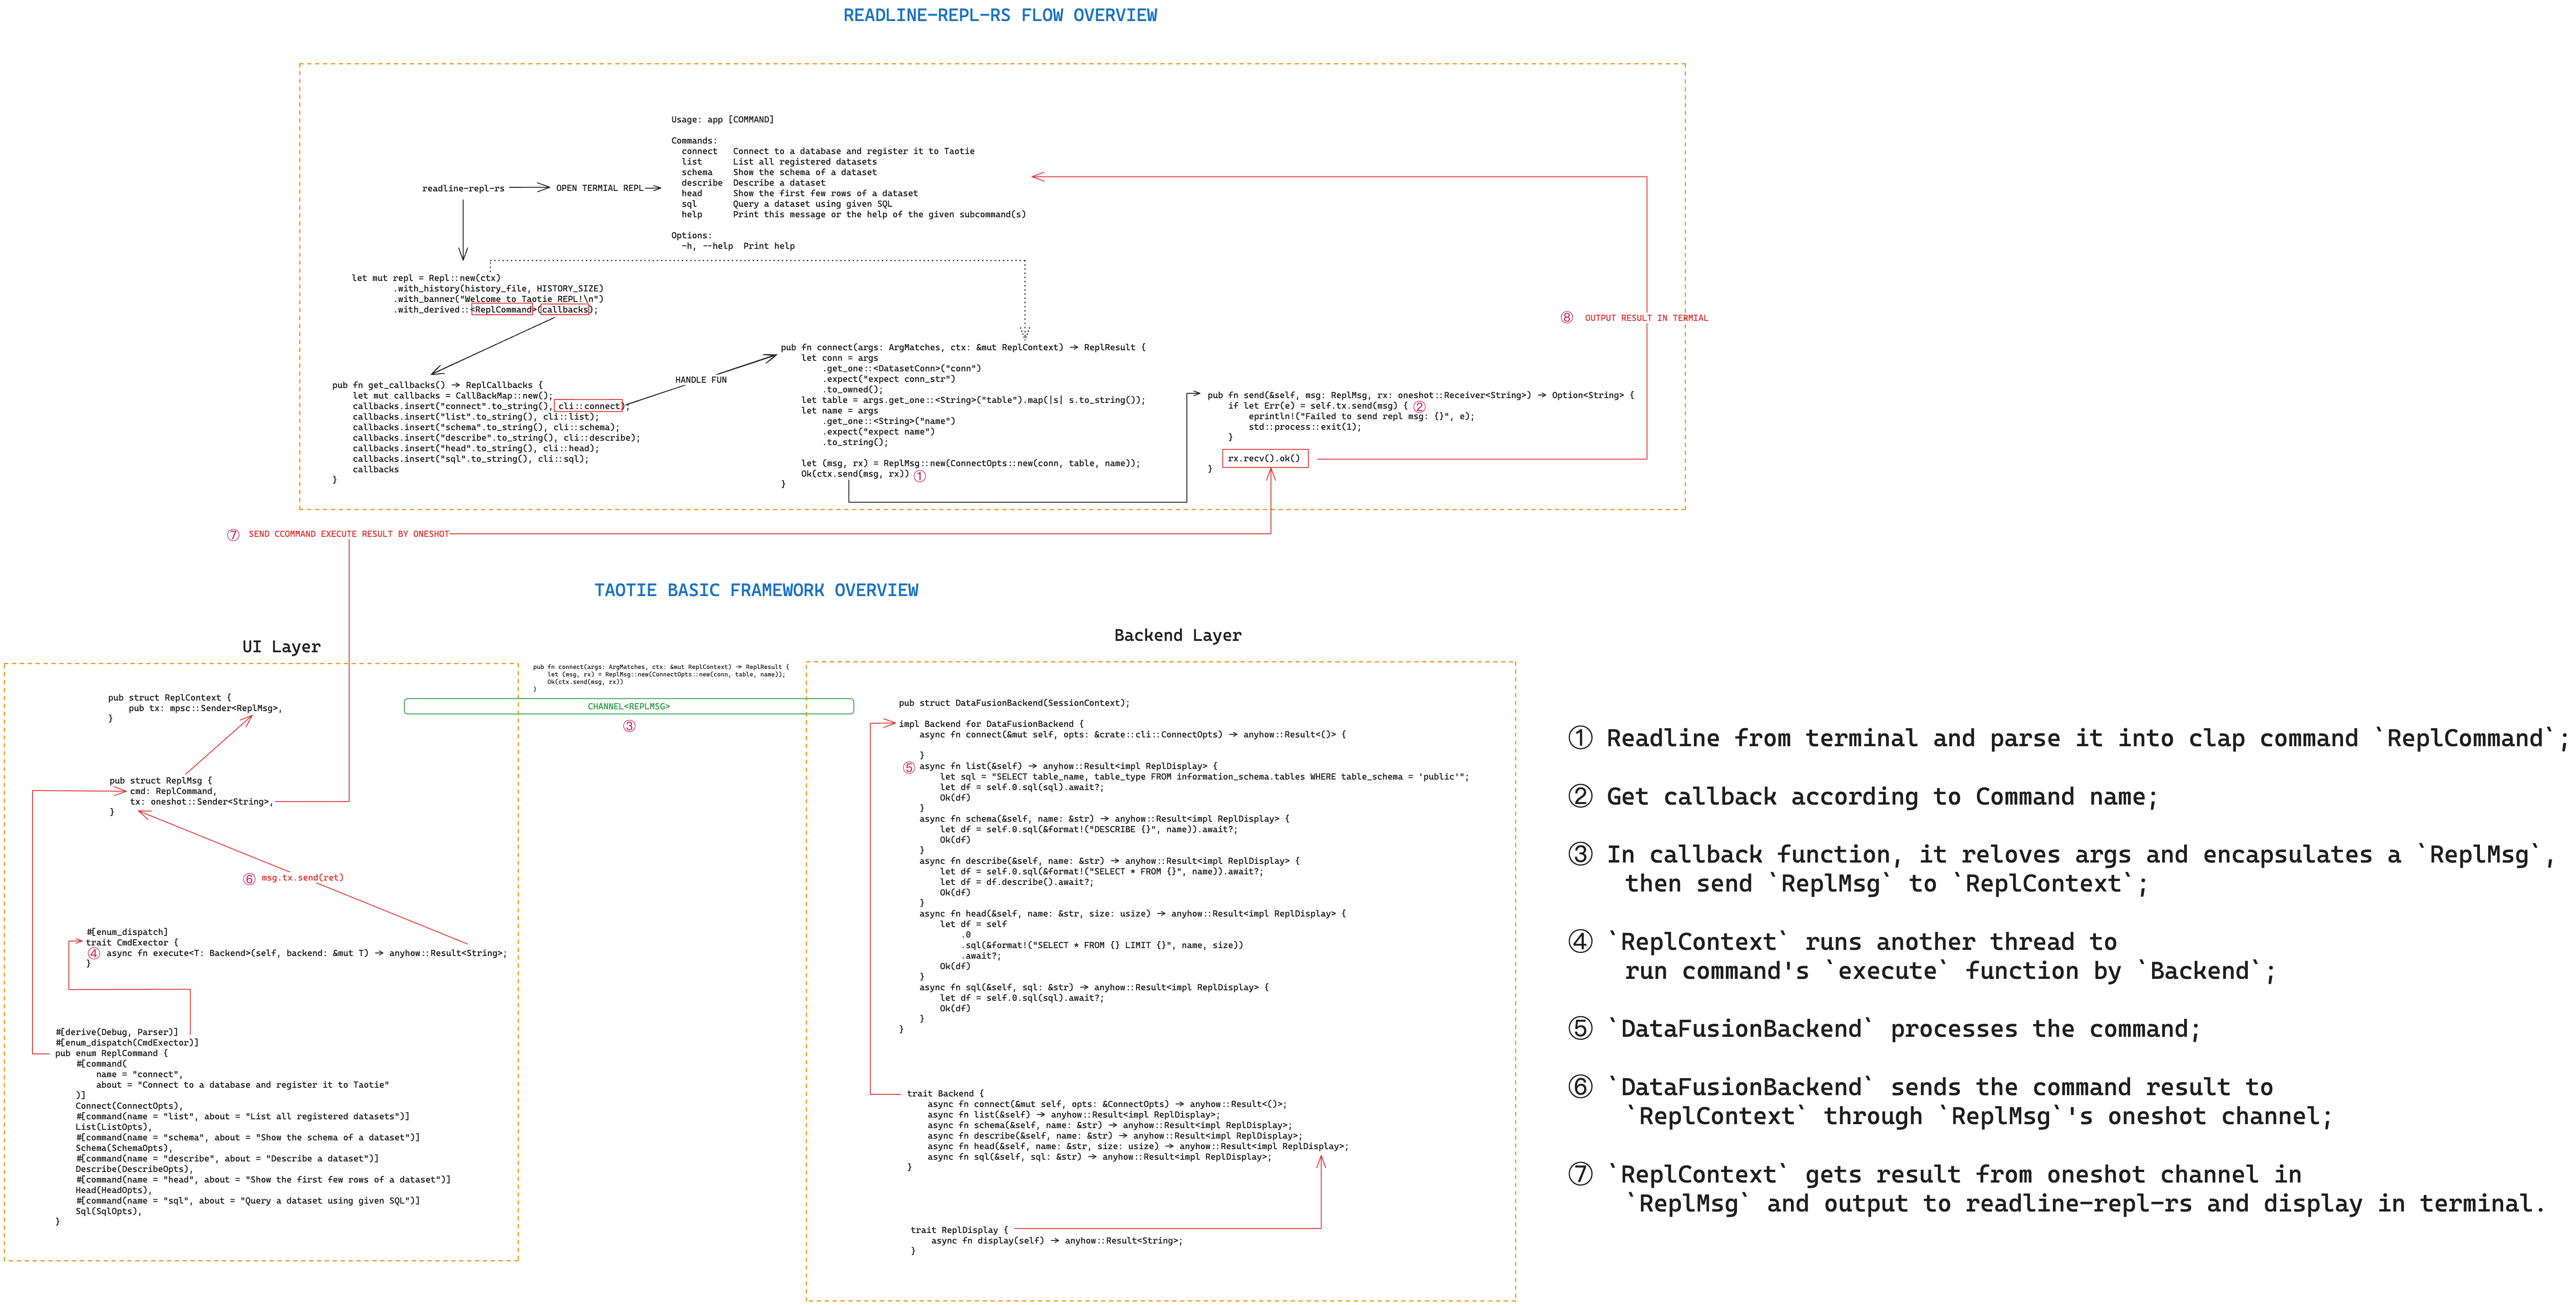 READLINE-REPL-RS FLOW OVERVIEW
Usage: app [COMMAND]
Commands:
connect   Connect to a database and register it to Taotie
list      List all registered datasets
schema    Show the schema of a dataset
describe  Describe a dataset
head      Show the first few rows of a dataset
sql       Query a dataset using given SQL
help      Print this message or the help of the given subcommand(s)
Options:
-h, --help  Print help
readline-repl-rs
OPEN TERMIAL REPL
let mut repl = Repl::new(ctx)
.with_history(history_file, HISTORY_SIZE)
.with_banner("Welcome to Taotie REPL!\n")
.with_derived::<ReplCommand>(callbacks);
pub fn get_callbacks() → ReplCallbacks {
let mut callbacks = CallBackMap::new();
callbacks.insert("connect".to_string(), cli::connect);
callbacks.insert("list".to_string(), cli::list);
callbacks.insert("schema".to_string(), cli::schema);
callbacks.insert("describe".to_string(), cli::describe);
callbacks.insert("head".to_string(), cli::head);
callbacks.insert("sql".to_string(), cli::sql);
callbacks
}
HANDLE FUN
pub fn connect(args: ArgMatches, ctx: &mut ReplContext) → ReplResult {
let conn = args
.get_one::<DatasetConn>("conn")
.expect("expect conn_str")
.to_owned();
let table = args.get_one::<String>("table").map(|s| s.to_string());
let name = args
.get_one::<String>("name")
.expect("expect name")
.to_string();
let (msg, rx) = ReplMsg::new(ConnectOpts::new(conn, table, name));
Ok(ctx.send(msg, rx)) ①
}
pub fn send(&self, msg: ReplMsg, rx: oneshot::Receiver<String>) → Option<String> {
if let Err(e) = self.tx.send(msg) { ②
eprintln!("Failed to send repl msg: {}", e);
std::process::exit(1);
}
rx.recv().ok()
}
⑧ OUTPUT RESULT IN TERMIAL
⑦ SEND CCOMMAND EXECUTE RESULT BY ONESHOT
TAOTIE BASIC FRAMEWORK OVERVIEW
UI Layer
pub struct ReplContext {
pub tx: mpsc::Sender<ReplMsg>,
}
pub struct ReplMsg {
cmd: ReplCommand,
tx: oneshot::Sender<String>,
}
⑥ msg.tx.send(ret)
#[enum_dispatch]
trait CmdExector {
④ async fn execute<T: Backend>(self, backend: &mut T) → anyhow::Result<String>;
}
#[derive(Debug, Parser)]
#[enum_dispatch(CmdExector)]
pub enum ReplCommand {
#[command(
name = "connect",
about = "Connect to a database and register it to Taotie"
)]
Connect(ConnectOpts),
#[command(name = "list", about = "List all registered datasets")]
List(ListOpts),
#[command(name = "schema", about = "Show the schema of a dataset")]
Schema(SchemaOpts),
#[command(name = "describe", about = "Describe a dataset")]
Describe(DescribeOpts),
#[command(name = "head", about = "Show the first few rows of a dataset")]
Head(HeadOpts),
#[command(name = "sql", about = "Query a dataset using given SQL")]
Sql(SqlOpts),
}
pub fn connect(args: ArgMatches, ctx: &mut ReplContext) → ReplResult {
let (msg, rx) = ReplMsg::new(ConnectOpts::new(conn, table, name));
Ok(ctx.send(msg, rx))
}
CHANNEL<REPLMSG>
③
Backend Layer
pub struct DataFusionBackend(SessionContext);
impl Backend for DataFusionBackend {
async fn connect(&mut self, opts: &crate::cli::ConnectOpts) → anyhow::Result<()> {
}
⑤ async fn list(&self) → anyhow::Result<impl ReplDisplay> {
let sql = "SELECT table_name, table_type FROM information_schema.tables WHERE table_schema = 'public'";
let df = self.0.sql(sql).await?;
Ok(df)
}
async fn schema(&self, name: &str) → anyhow::Result<impl ReplDisplay> {
let df = self.0.sql(&format!("DESCRIBE {}", name)).await?;
Ok(df)
}
async fn describe(&self, name: &str) → anyhow::Result<impl ReplDisplay> {
let df = self.0.sql(&format!("SELECT * FROM {}", name)).await?;
let df = df.describe().await?;
Ok(df)
}
async fn head(&self, name: &str, size: usize) → anyhow::Result<impl ReplDisplay> {
let df = self
.0
.sql(&format!("SELECT * FROM {} LIMIT {}", name, size))
.await?;
Ok(df)
}
async fn sql(&self, sql: &str) → anyhow::Result<impl ReplDisplay> {
let df = self.0.sql(sql).await?;
Ok(df)
}
}
trait Backend {
async fn connect(&mut self, opts: &ConnectOpts) → anyhow::Result<()>;
async fn list(&self) → anyhow::Result<impl ReplDisplay>;
async fn schema(&self, name: &str) → anyhow::Result<impl ReplDisplay>;
async fn describe(&self, name: &str) → anyhow::Result<impl ReplDisplay>;
async fn head(&self, name: &str, size: usize) → anyhow::Result<impl ReplDisplay>;
async fn sql(&self, sql: &str) → anyhow::Result<impl ReplDisplay>;
}
trait ReplDisplay {
async fn display(self) → anyhow::Result<String>;
}
① Readline from terminal and parse it into clap command `ReplCommand`;
② Get callback according to Command name;
③ In callback function, it reloves args and encapsulates a `ReplMsg`,
then send `ReplMsg` to `ReplContext`;
④ `ReplContext` runs another thread to
run command's `execute` function by `Backend`;
⑤ `DataFusionBackend` processes the command;
⑥ `DataFusionBackend` sends the command result to
`ReplContext` through `ReplMsg`'s oneshot channel;
⑦ `ReplContext` gets result from oneshot channel in
`ReplMsg` and output to readline-repl-rs and display in terminal.